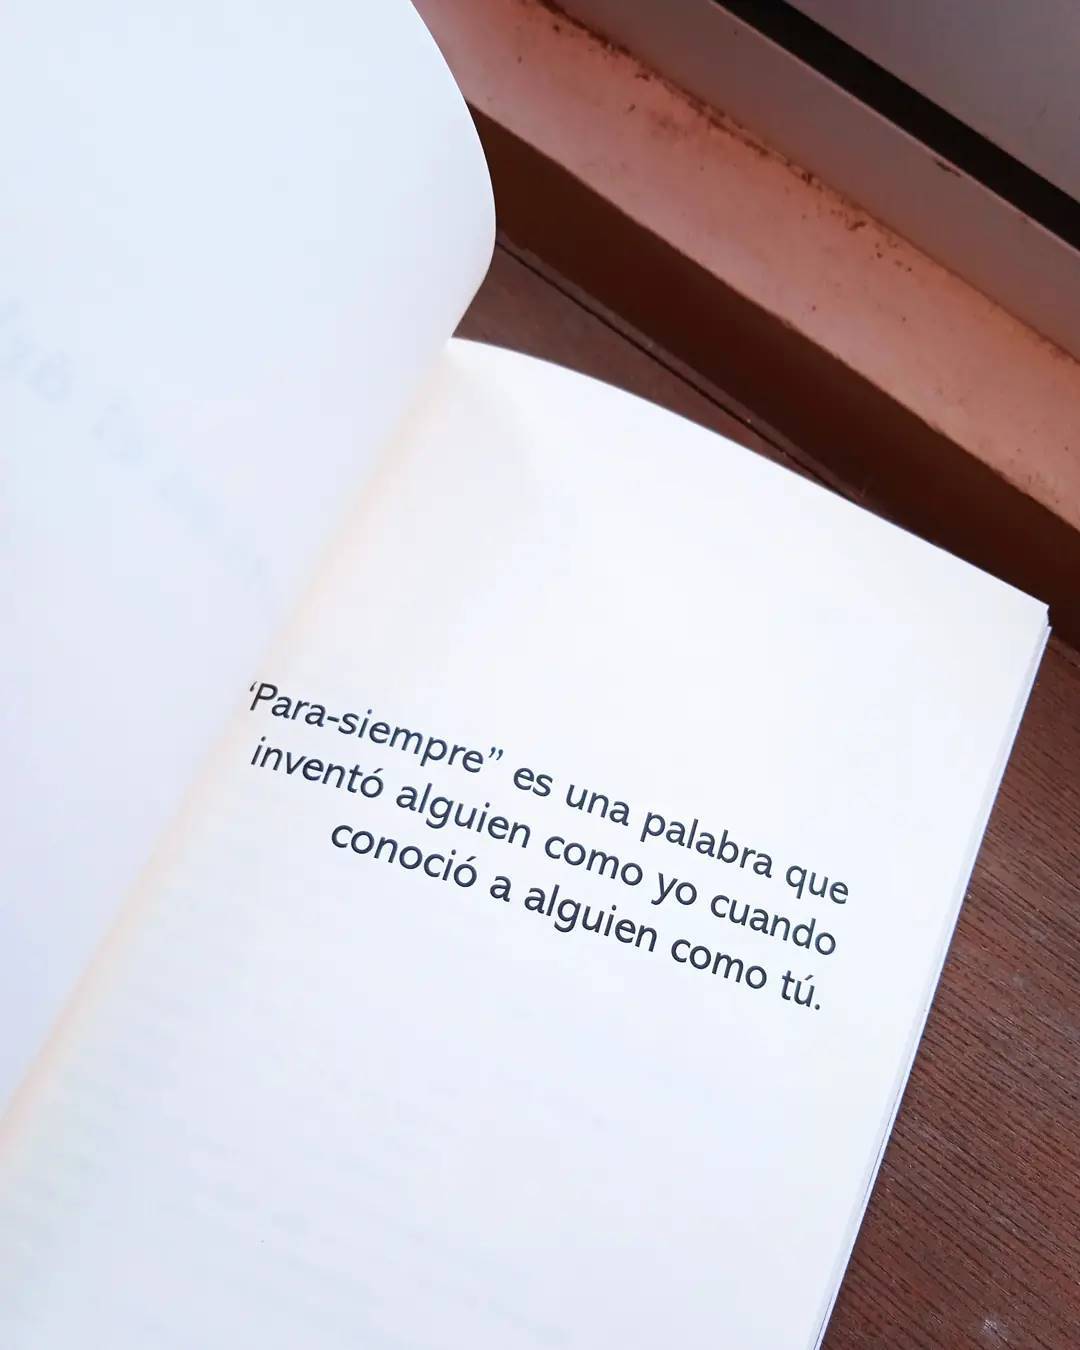 “Para-siempre” es una palabra que
inventó alguien como yo cuando
conoció a alguien como tú.